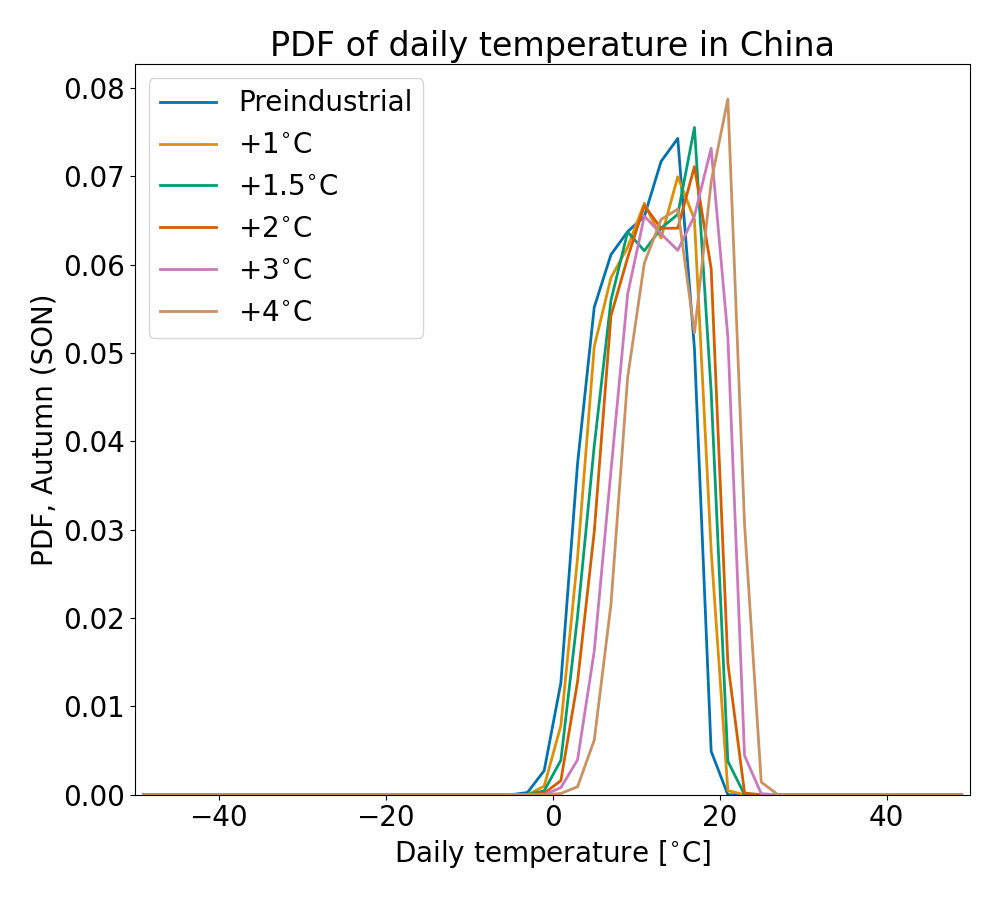 PDF of daily temperature in China
Preindustrial
+1°C
+1.5°C
+2°C
+3°C
+4°C
PDF, Autumn (SON)
0.08
0.07
0.06
0.05
0.04
0.03
0.02
0.01
0.00
−40
−20
0
20
40
Daily temperature [°C]